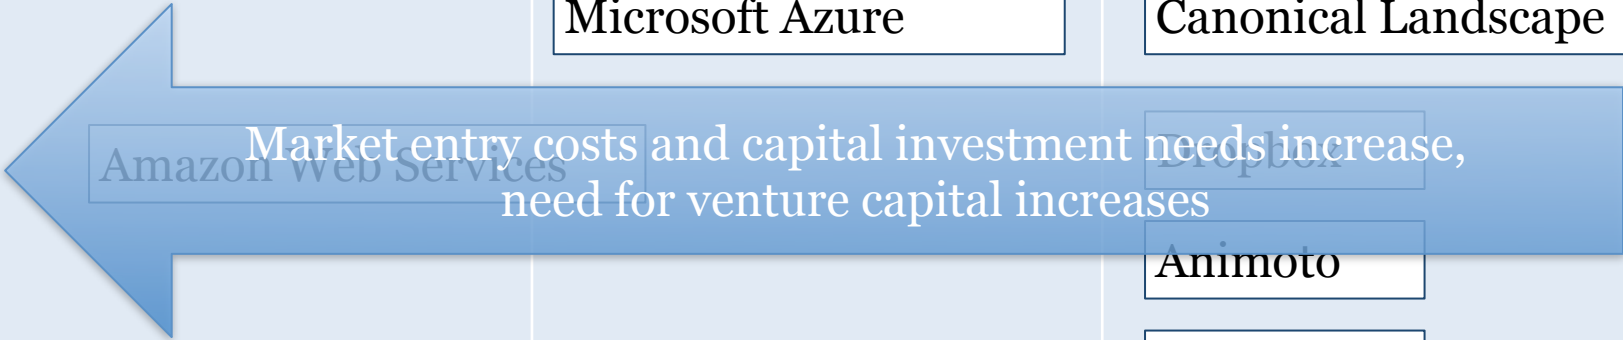 Microsoft Azure
Canonical Landscape
Amazon Web Services
Dropbox
Market entry costs and capital investment needs increase,
need for venture capital increases
Animoto